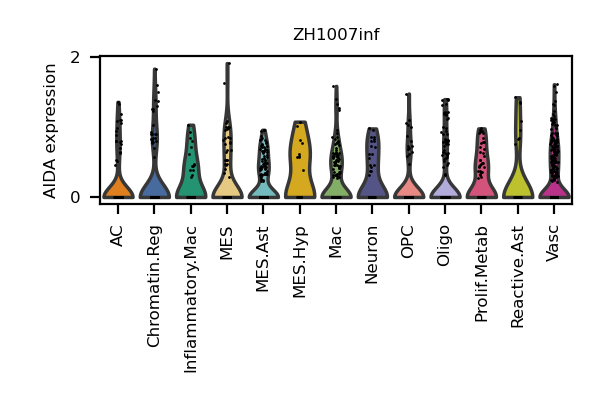 ZH1007inf
AIDA expression
2
0
AC
Chromatin.Reg
Inflammatory.Mac
MES
MES.Ast
MES.Hyp
Mac
Neuron
OPC
Oligo
Prolif.Metab
Reactive.Ast
Vasc